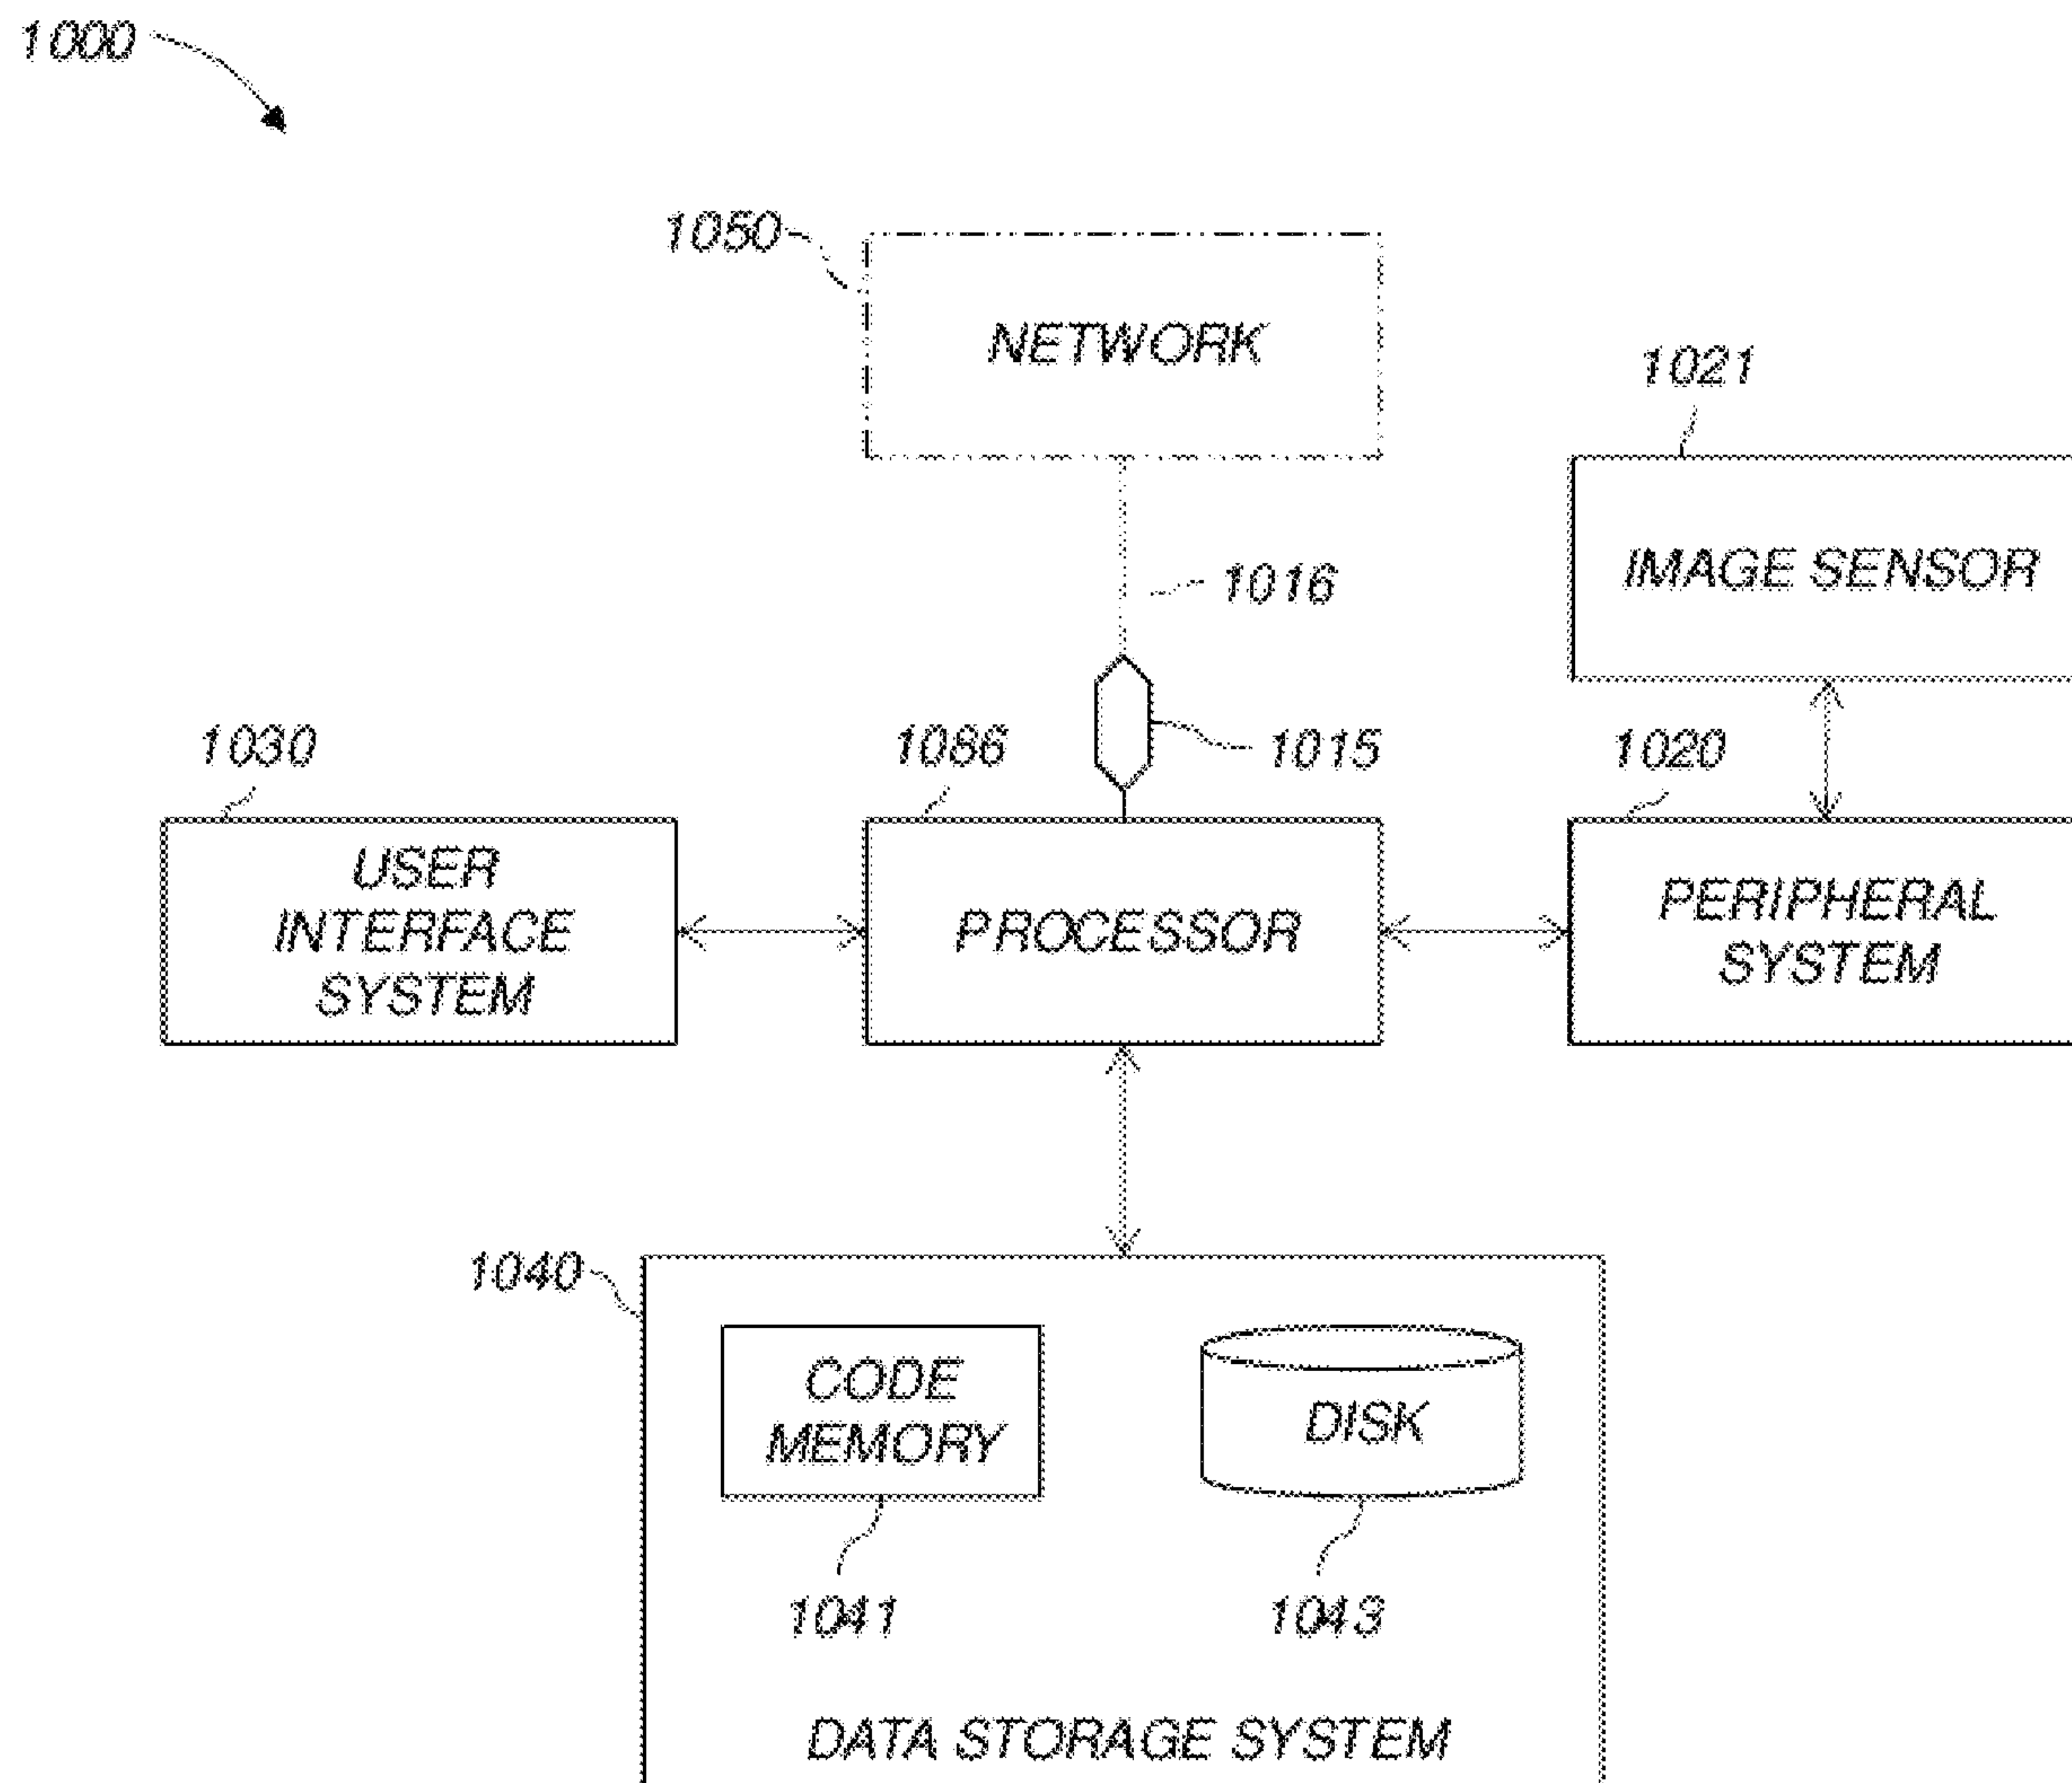 1000
1050
NETWORK
1021
IMAGE SENSOR
1016
1015
1030
1086
1020
USER
INTERFACE
SYSTEM
PROCESSOR
PERIPHERAL
SYSTEM
1040
CODE
MEMORY
DISK
1041
1043
DATA STORAGE SYSTEM